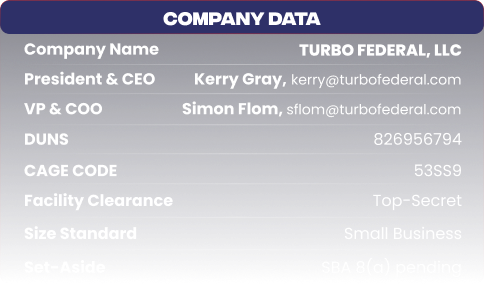 COMPANY DATA
Company Name TURBO FEDERAL, LLC
President & CEO Kerry Gray, kerry@turbofederal.com
VP & COO Simon Flom, sflom@turbofederal.com
DUNS 826956794
CAGE CODE 53SS9
Facility Clearance Top-Secret
Size Standard Small Business
Set-Aside SBA 8(a) pending